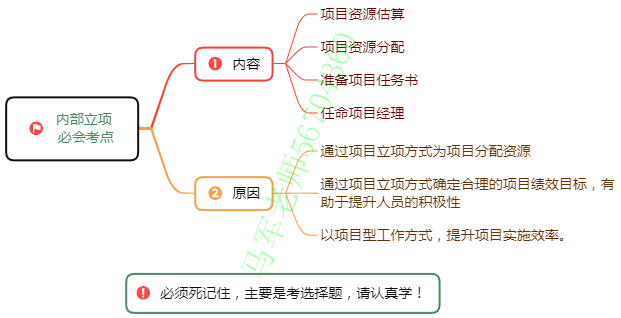 内部立项
必会考点
1 内容
项目资源估算
项目资源分配
准备项目任务书
任命项目经理
2 原因
通过项目立项方式为项目分配资源
通过项目立项方式确定合理的项目绩效目标，有
助于提升人员的积极性
以项目型工作方式，提升项目实施效率。
! 必须死记住，主要是考选择题，请认真学！